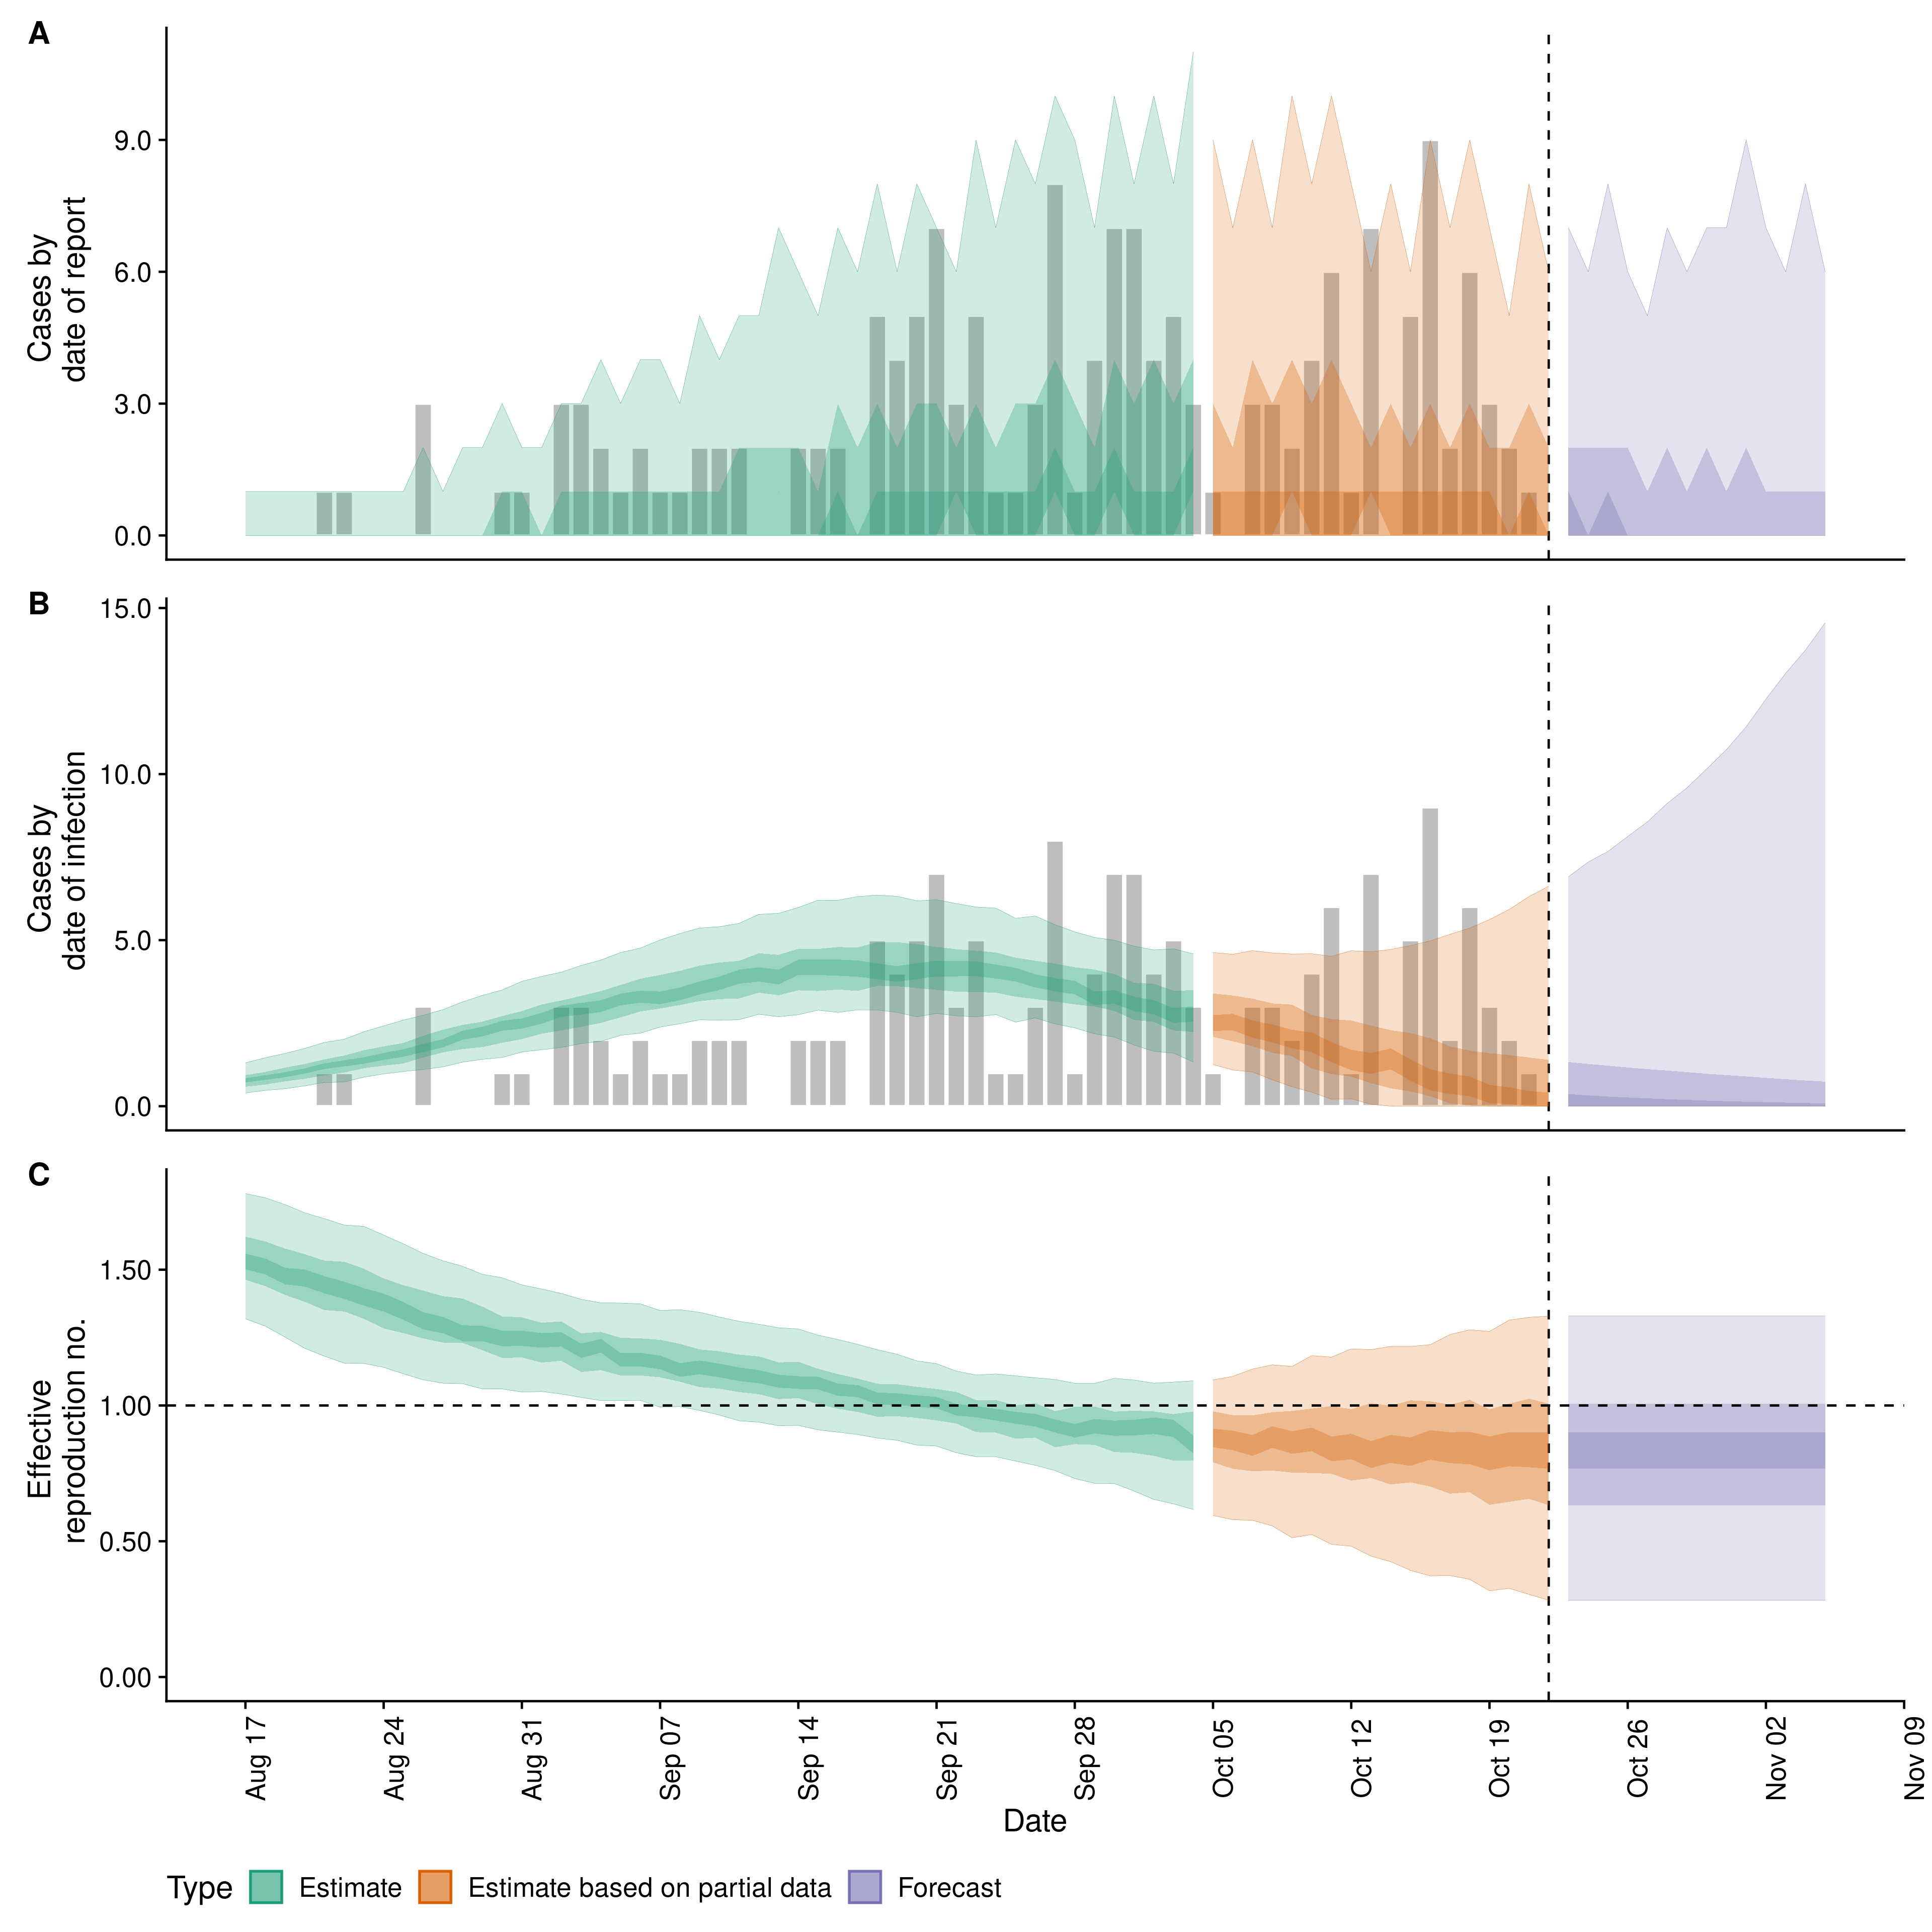 A
Cases by
date of report
9.0
6.0
3.0
0.0
B
Cases by
date of infection
15.0
10.0
5.0
0.0
C
Effective
reproduction no.
1.50
1.00
0.50
0.00
Aug 17
Aug 24
Aug 31
Sep 07
Sep 14
Sep 21
Sep 28
Oct 05
Oct 12
Oct 19
Oct 26
Nov 02
Nov 09
Date
Type Estimate Estimate based on partial data Forecast